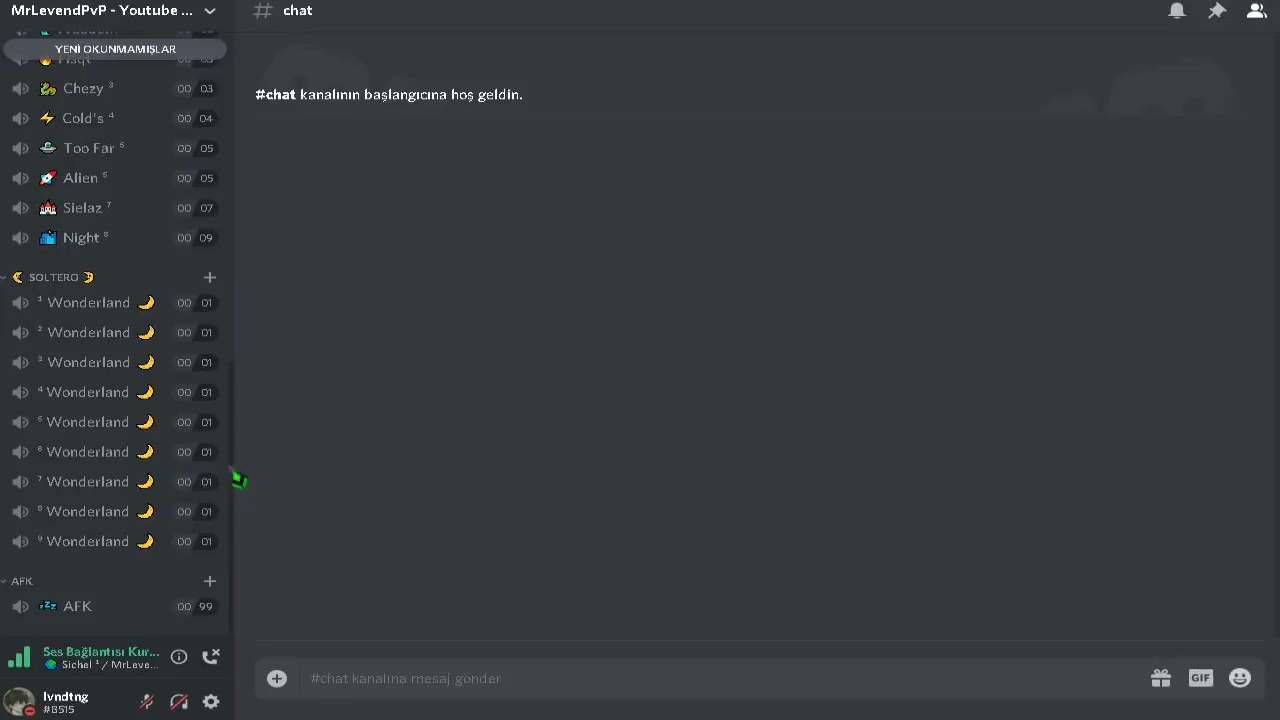 MrLevendPvP - Youtube ...
# chat
YENİ OKUNMAMIŞLAR
00 03
Chezy ³ 00 03
Cold's ⁴ 00 04
Too Far ⁵ 00 05
Alien ⁶ 00 05
Sielaz ⁷ 00 07
Night ⁸ 00 09
#chat kanalının başlangıcına hoş geldin.
SOLTERO
¹ Wonderland 00 01
² Wonderland 00 01
³ Wonderland 00 01
⁴ Wonderland 00 01
⁵ Wonderland 00 01
⁶ Wonderland 00 01
⁷ Wonderland 00 01
⁸ Wonderland 00 01
⁹ Wonderland 00 01
AFK
zZz AFK 00 99
Ses Bağlantısı Kur...
Sichel ¹ / MrLeve...
lvndtng
#8515
#chat kanalına mesaj gönder
GIF